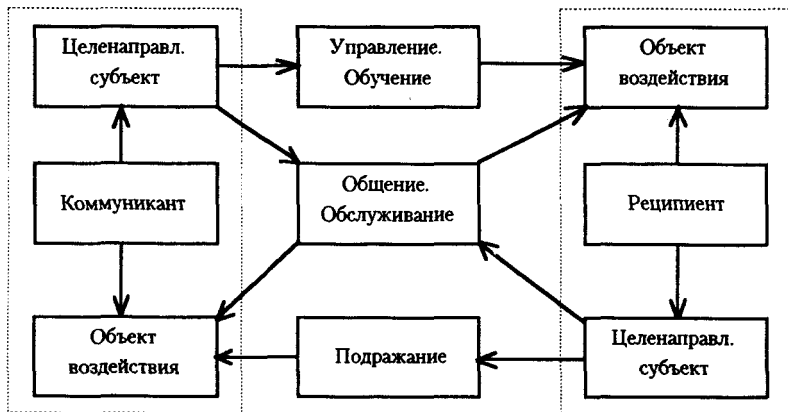 Целенаправл.
субъект
Управление.
Обучение
Объект
воздействия
Коммуникант
Общение.
Обслуживание
Реципиент
Объект
воздействия
Подражание
Целенаправл.
субъект